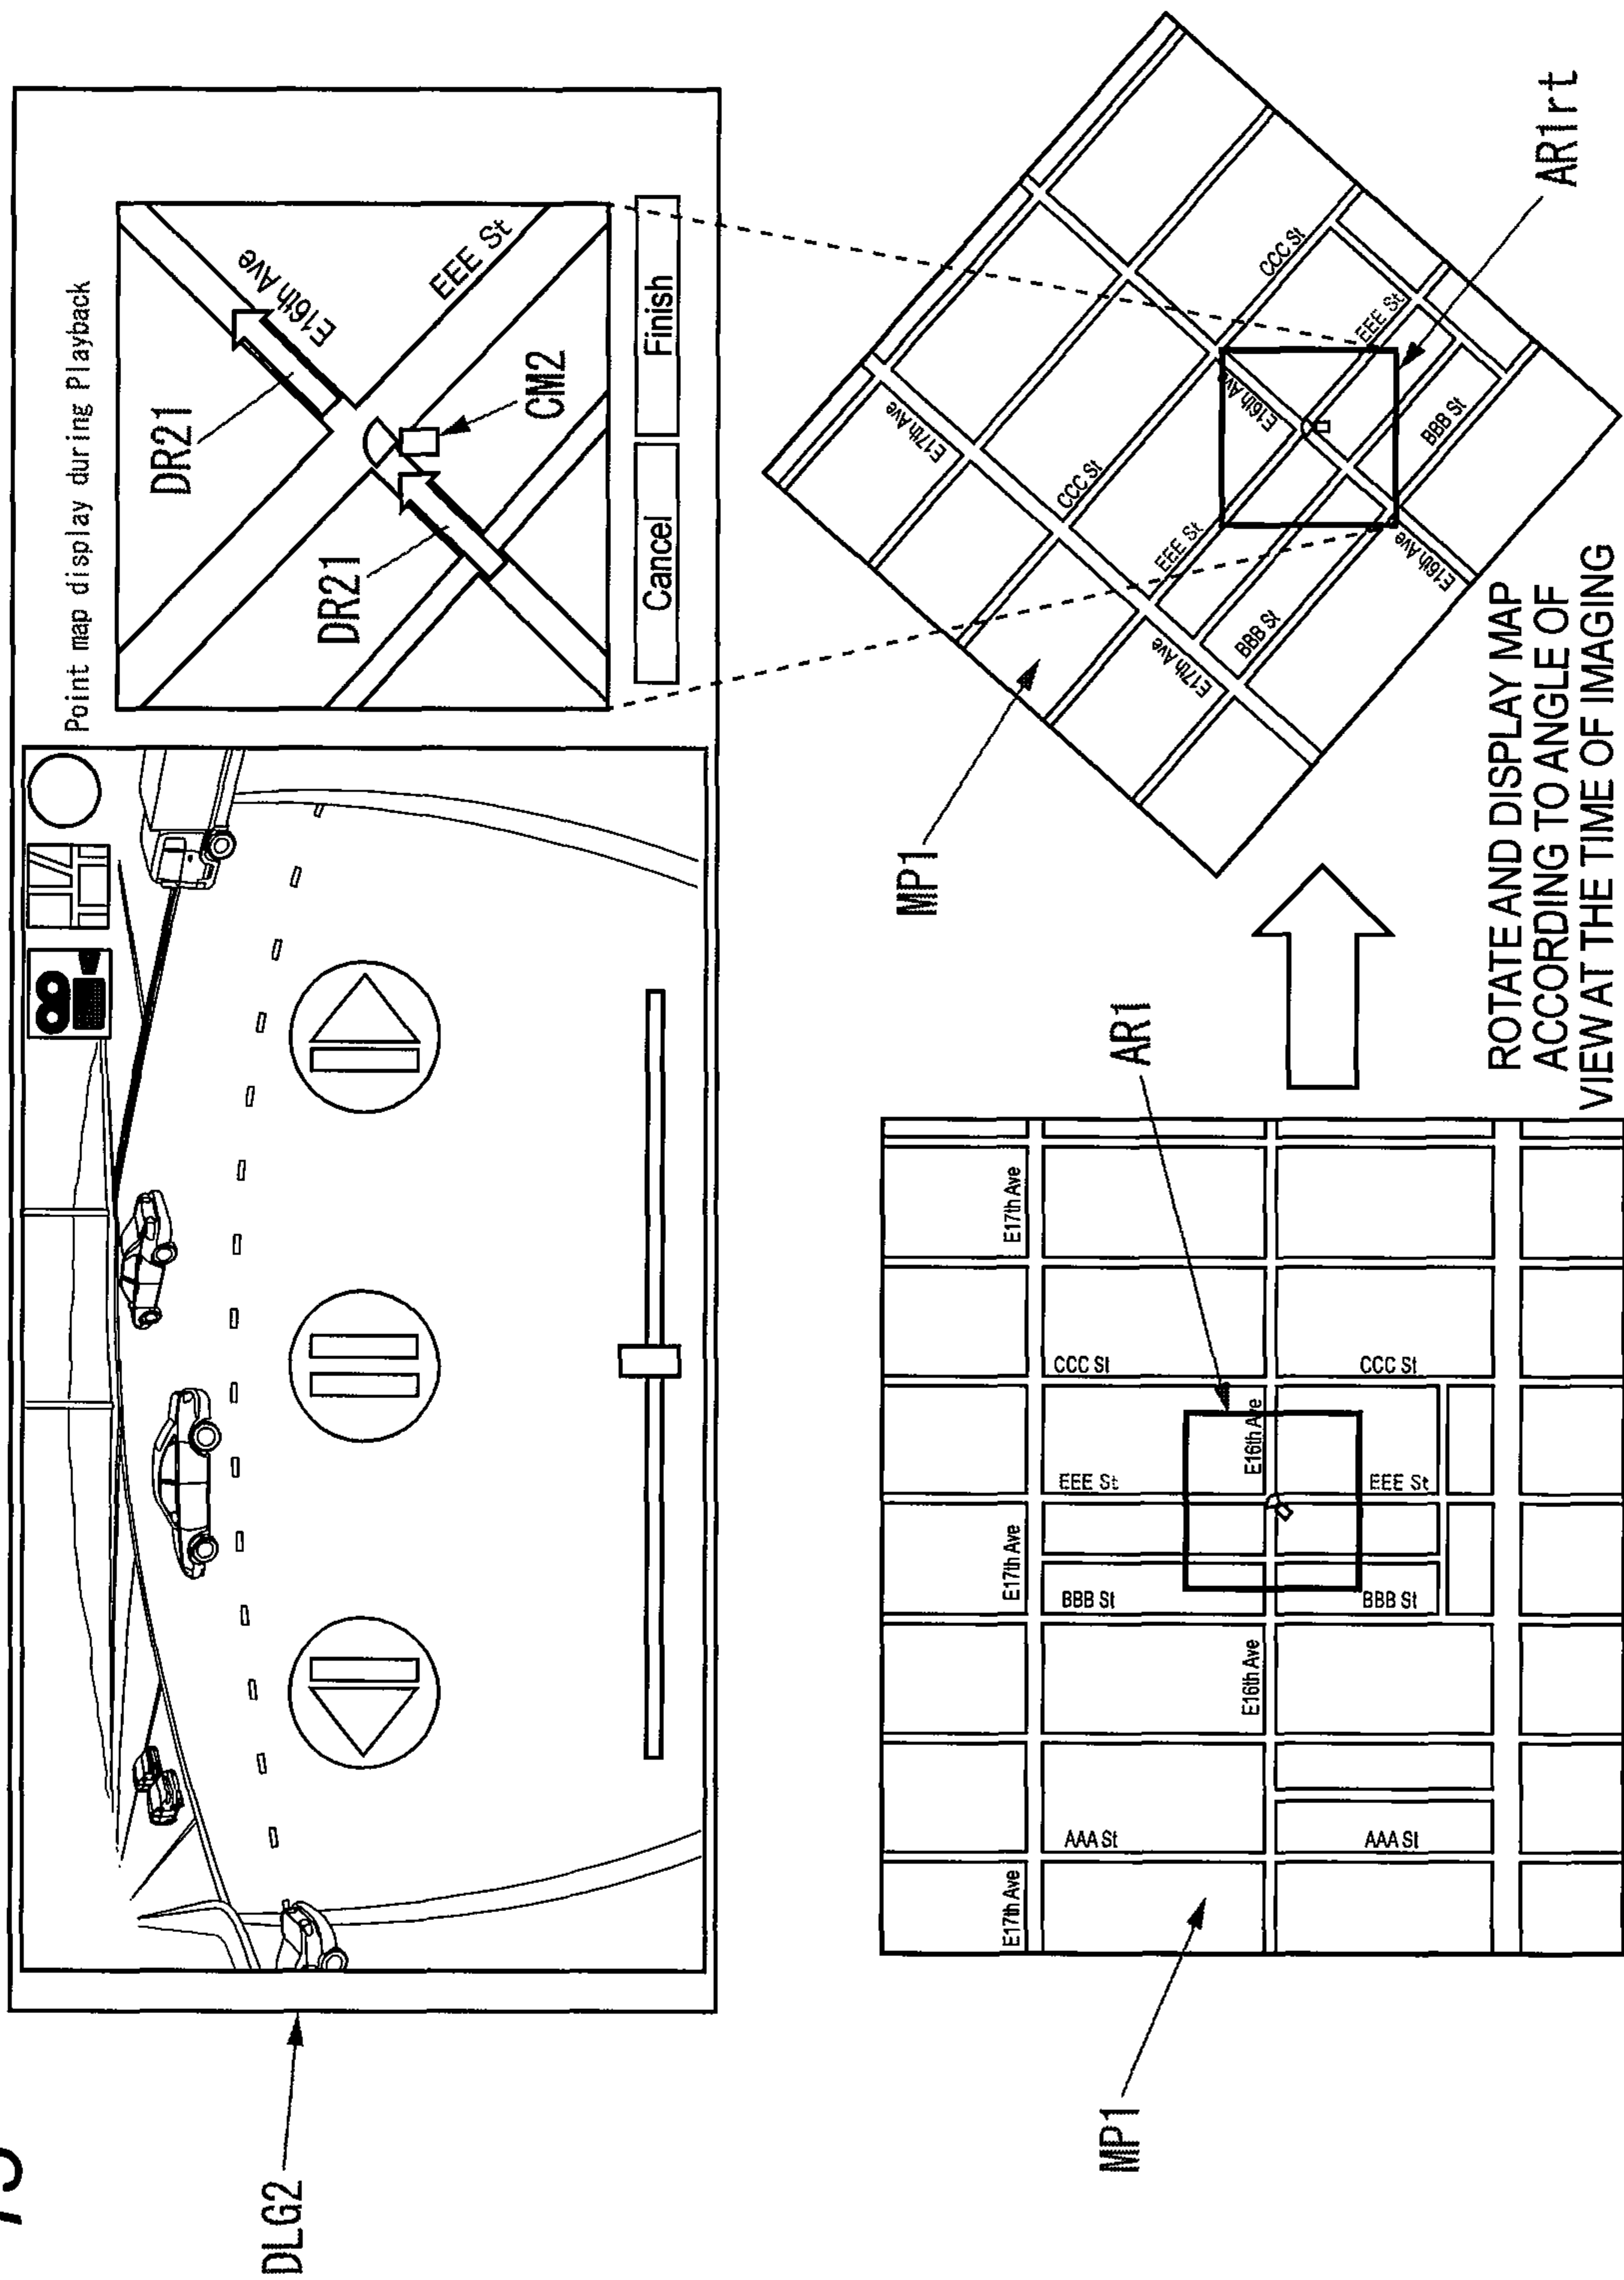 DLG2
Point map display during Playback
DR21
E16th Ave
EEE St
DR21
CM2
Cancel
Finish
MP1
AR1
E17th Ave
E17th Ave
E17th Ave
CCC St
CCC St
E16th Ave
EEE St
EEE St
BBB St
BBB St
E16th Ave
AAA St
AAA St
MP1
E17th Ave
CCC St
CCC St
E16th Ave
EEE St
EEE St
E17th Ave
BBB St
BBB St
E16th Ave
AR1rt
ROTATE AND DISPLAY MAP
ACCORDING TO ANGLE OF
VIEW AT THE TIME OF IMAGING